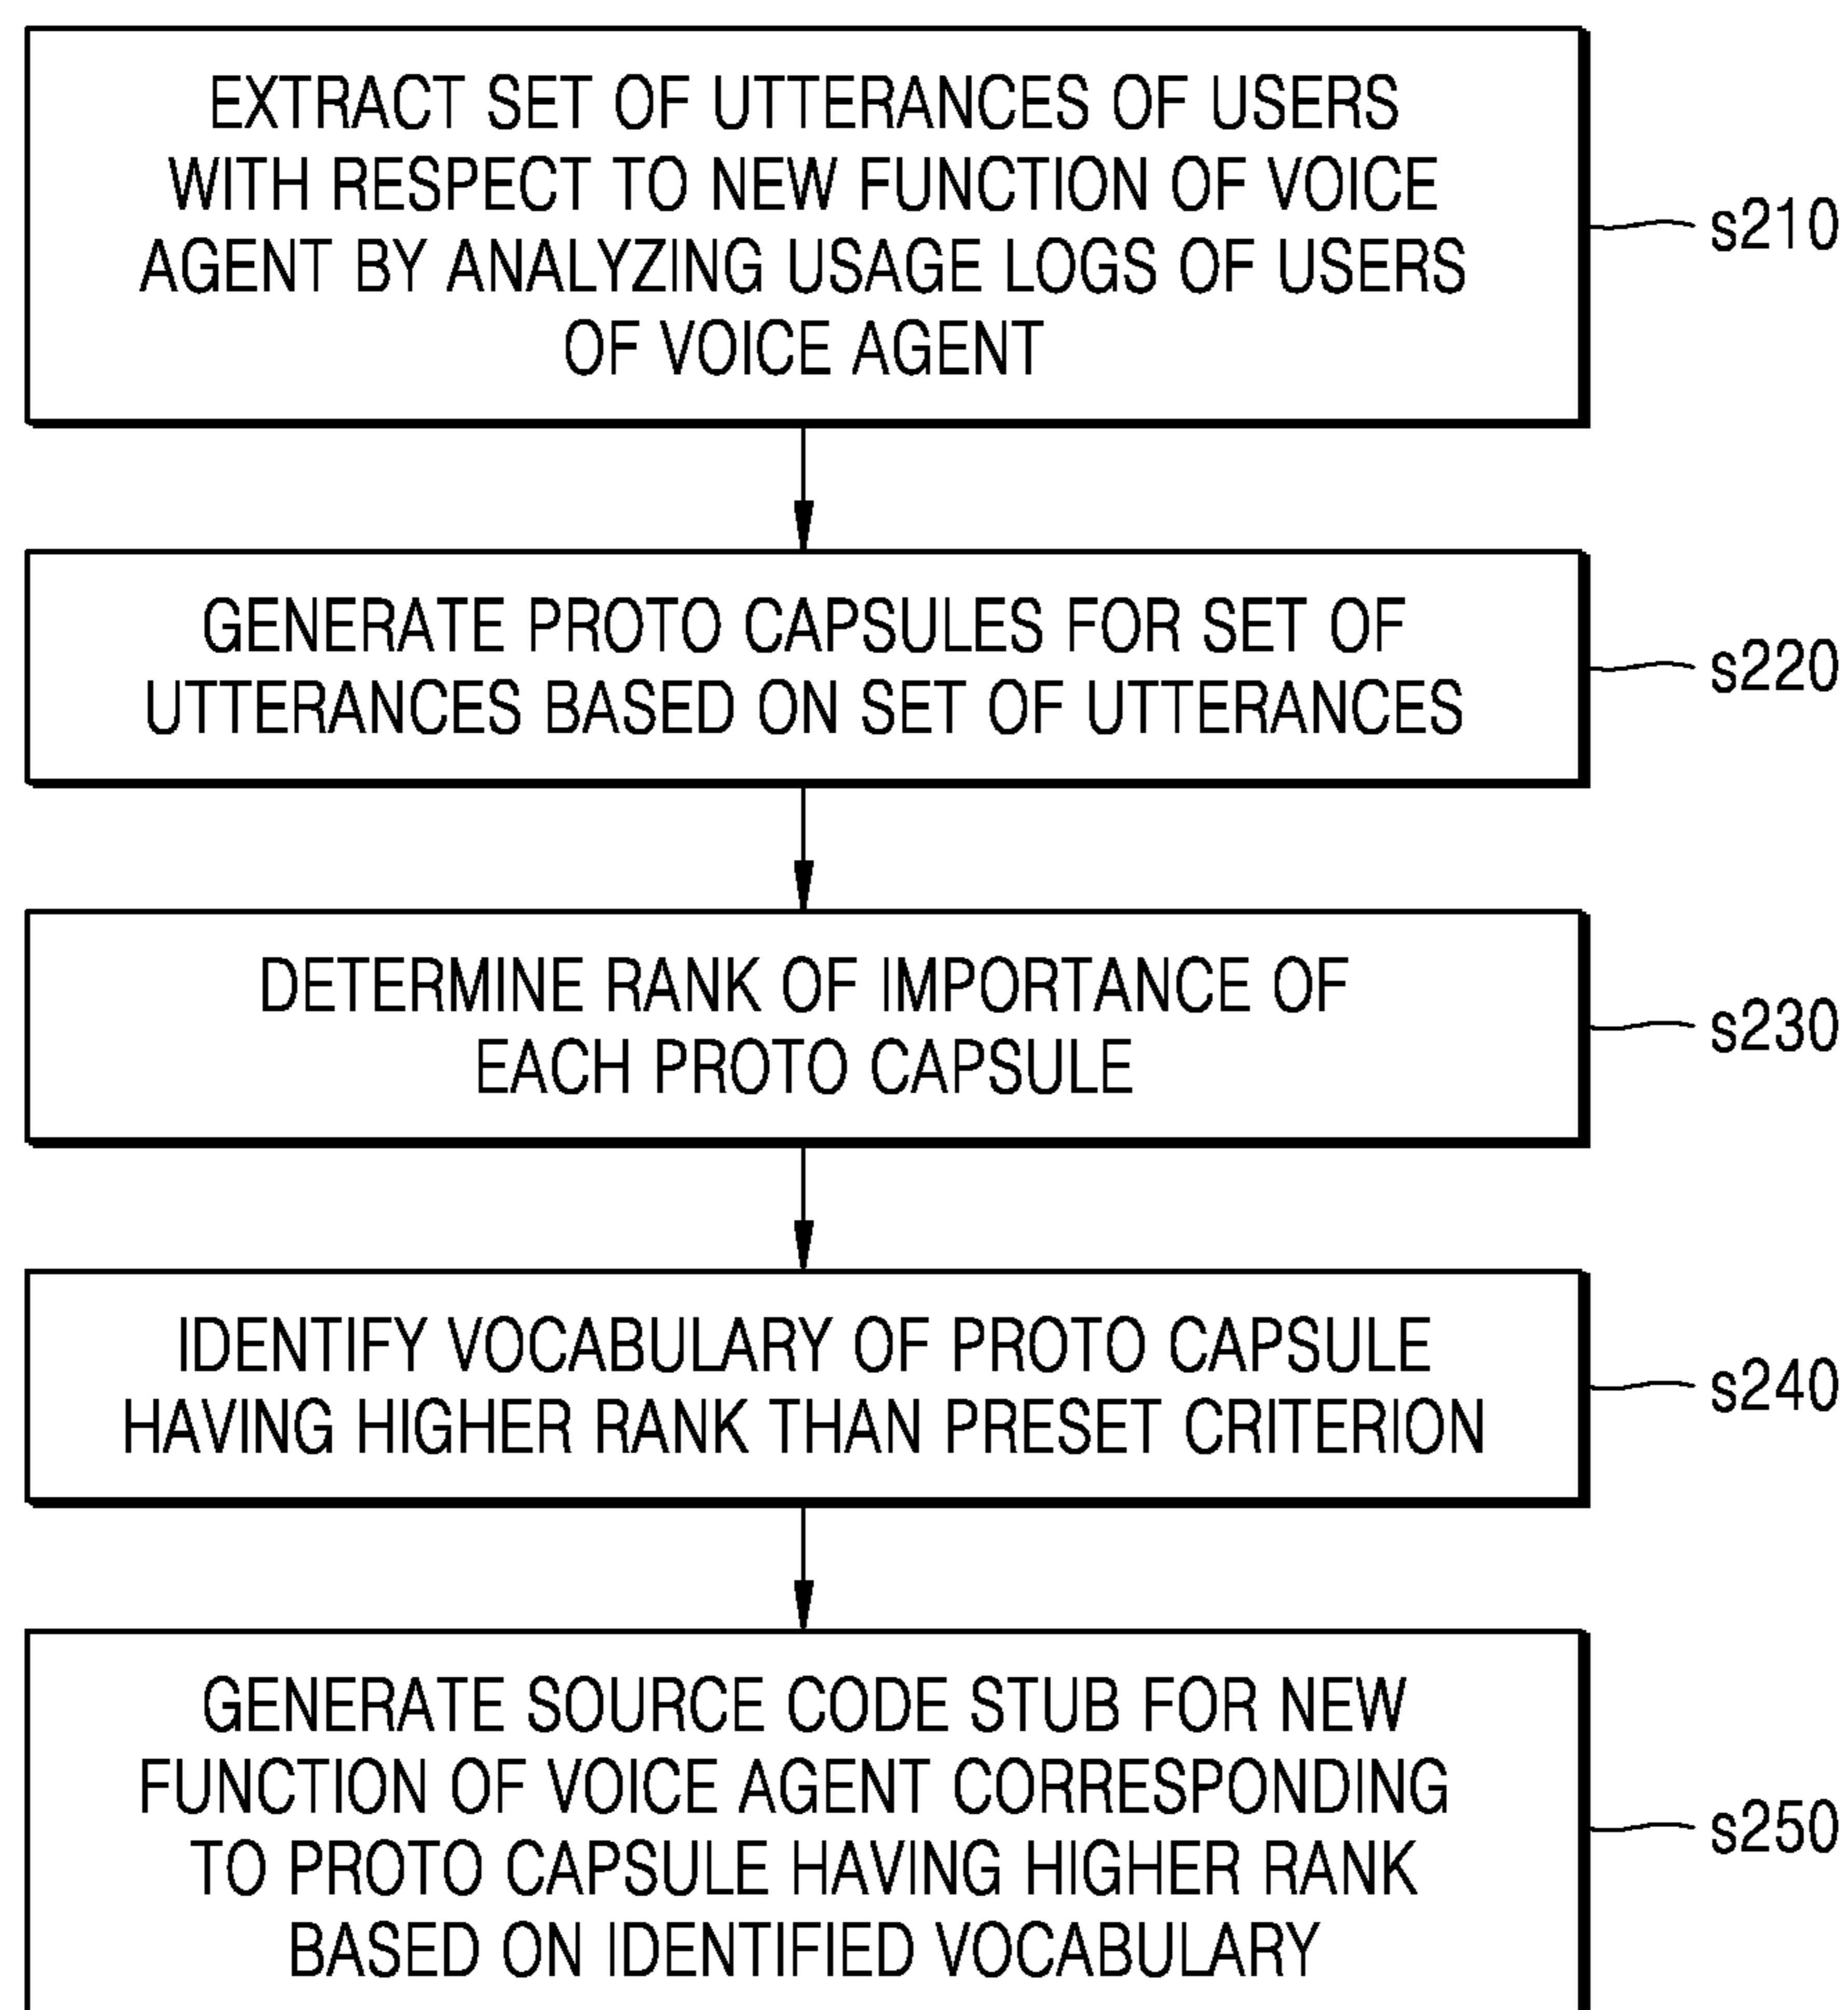 EXTRACT SET OF UTTERANCES OF USERS
WITH RESPECT TO NEW FUNCTION OF VOICE
AGENT BY ANALYZING USAGE LOGS OF USERS
OF VOICE AGENT
s210
GENERATE PROTO CAPSULES FOR SET OF
UTTERANCES BASED ON SET OF UTTERANCES
s220
DETERMINE RANK OF IMPORTANCE OF
EACH PROTO CAPSULE
s230
IDENTIFY VOCABULARY OF PROTO CAPSULE
HAVING HIGHER RANK THAN PRESET CRITERION
s240
GENERATE SOURCE CODE STUB FOR NEW
FUNCTION OF VOICE AGENT CORRESPONDING
TO PROTO CAPSULE HAVING HIGHER RANK
BASED ON IDENTIFIED VOCABULARY
s250